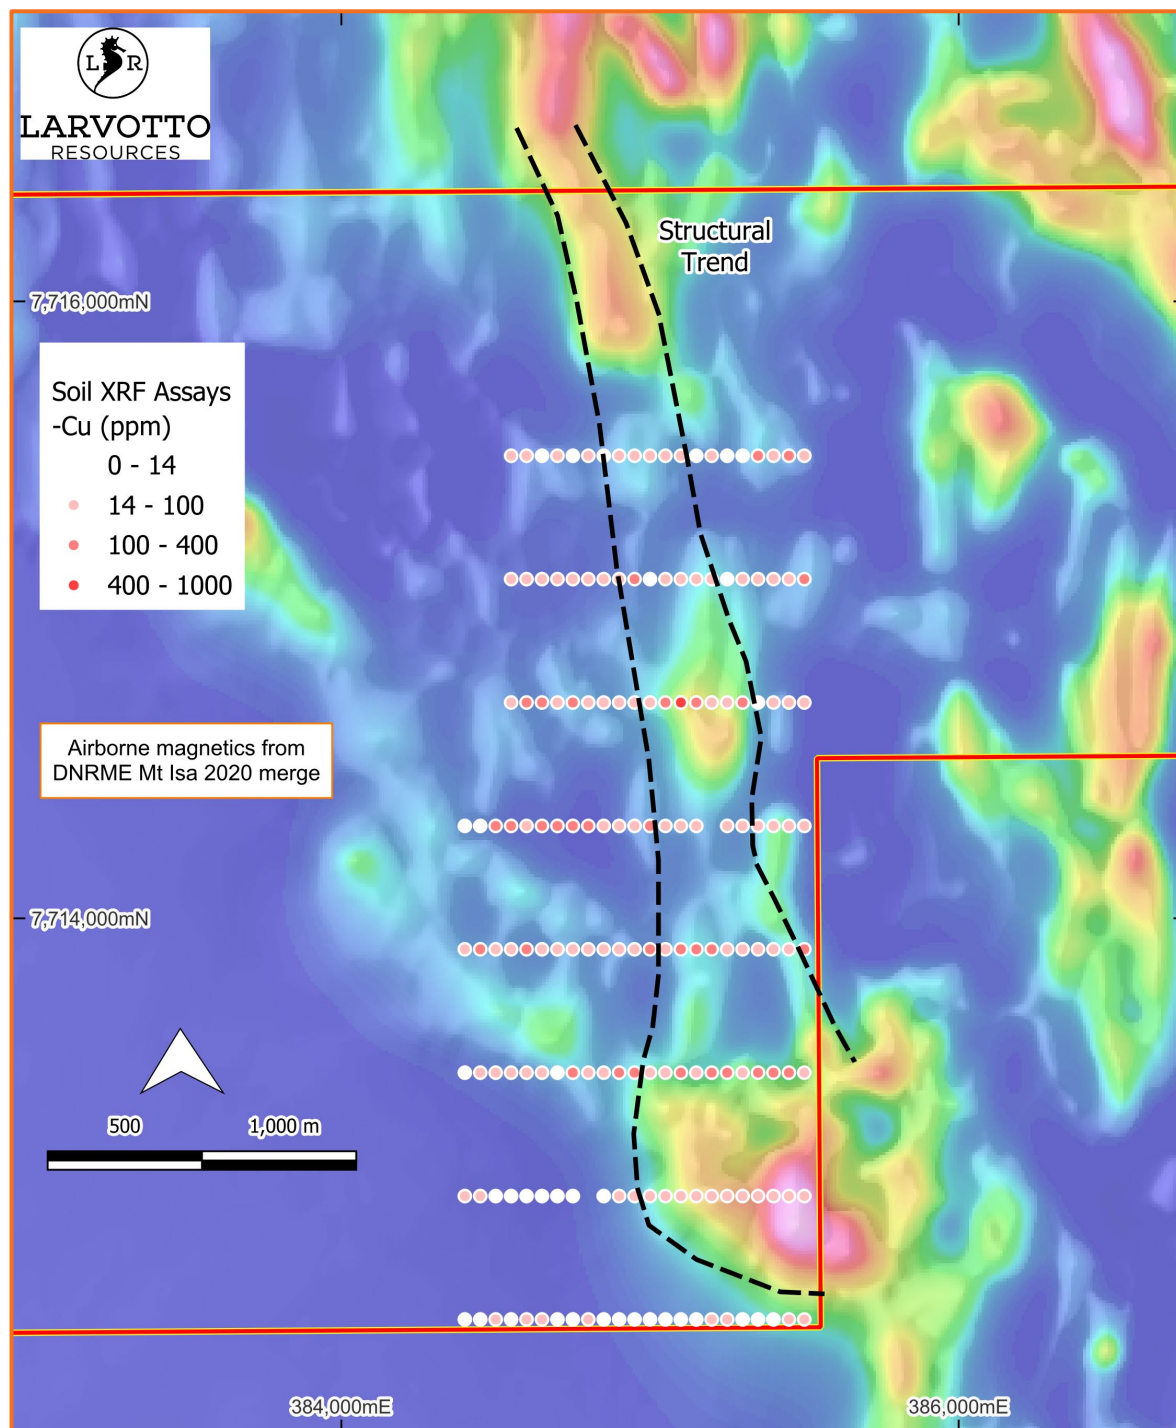 L R
LARVOTTO
RESOURCES
Structural
Trend
7,716,000mN
Soil XRF Assays
-Cu (ppm)
0 - 14
14 - 100
100 - 400
400 - 1000
Airborne magnetics from
DNRME Mt Isa 2020 merge
7,714,000mN
500 1,000 m
384,000mE 386,000mE